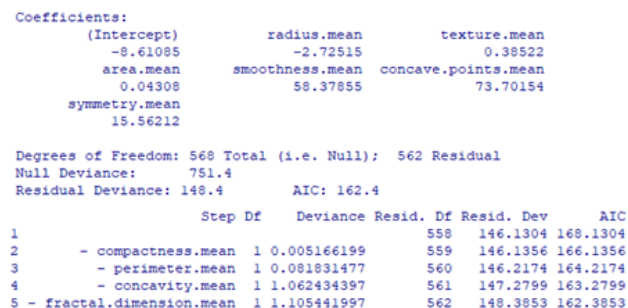 Coefficients:
(Intercept) radius.mean texture.mean
-8.61085 -2.72515 0.38522
area.mean smoothness.mean concave.points.mean
0.04308 58.37855 73.70154
symmetry.mean
15.56212
Degrees of Freedom: 568 Total (i.e. Null); 562 Residual
Null Deviance: 751.4
Residual Deviance: 148.4 AIC: 162.4
Step Df Deviance Resid. Df Resid. Dev AIC
1 558 146.1304 168.1304
2 - compactness.mean 1 0.005166199 559 146.1356 166.1356
3 - perimeter.mean 1 0.081831477 560 146.2174 164.2174
4 - concavity.mean 1 1.062434397 561 147.2799 163.2799
5 - fractal.dimension.mean 1 1.105441997 562 148.3853 162.3853